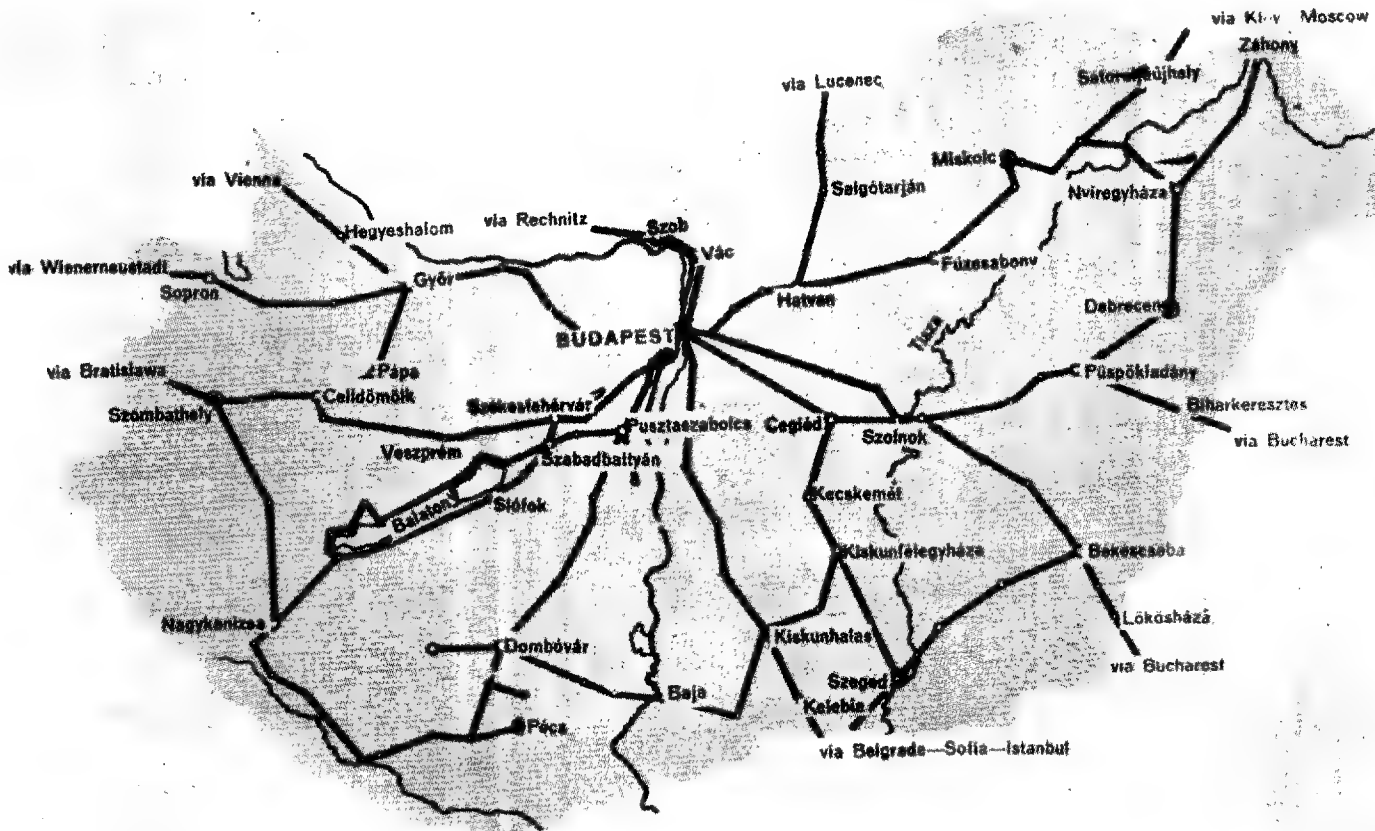 via Moscow
Záhony
via Lucenec
Miskolc
Salgótarján
Nviregyháza
via Vienna
Hegyeshalom
via Rechnitz
Szob
Vác
via Wienerneustadt
Sopron
Győr
Hatvan
Füzesabony
Debrecen
BUDAPEST
Tisza
via Bratislawa
Pápa
Püspökladány
Szombathely
Celldömölk
Székesfehérvár
Pusztaszabolcs
Cegléd
Szolnok
Biharkeresztes
via Bucharest
Veszprém
Szabadbattyán
Balaton
Siófok
Kecskemét
Kiskunfélegyháza
Békéscsaba
Nagykanizsa
Dombóvár
Kiskunhalas
Lökösháza
via Bucharest
Baja
Szeged
Kelebia
Pécs
via Belgrade—Sofia—Istanbul